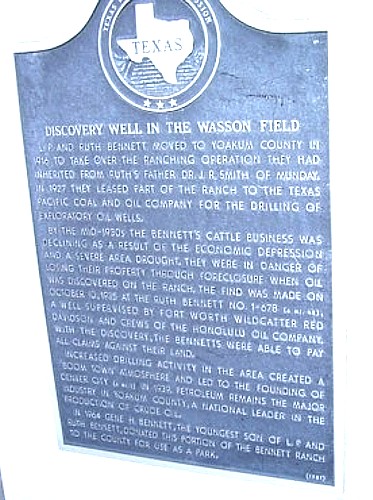 TEXAS
DISCOVERY WELL IN THE WASSON FIELD
L. P. AND RUTH BENNETT MOVED TO YOAKUM COUNTY IN
1916 TO TAKE OVER THE RANCHING OPERATION THEY HAD
INHERITED FROM RUTH'S FATHER DR. J. R. SMITH OF MUNDAY.
IN 1927 THEY LEASED PART OF THE RANCH TO THE TEXAS
PACIFIC COAL AND OIL COMPANY FOR THE DRILLING OF
EXPLORATORY OIL WELLS.
BY THE MID-1930S THE BENNETT'S CATTLE BUSINESS WAS
DECLINING AS A RESULT OF THE ECONOMIC DEPRESSION
AND A SEVERE AREA DROUGHT. THEY WERE IN DANGER OF
LOSING THEIR PROPERTY THROUGH FORECLOSURE WHEN OIL
WAS DISCOVERED ON THE RANCH. THE FIND WAS MADE ON
OCTOBER 10, 1935 AT THE RUTH BENNETT NO. 1-678
A WELL SUPERVISED BY FORT WORTH WILDCATTER RED
DAVIDSON AND CREWS OF THE HONOLULU OIL COMPANY.
WITH THE DISCOVERY, THE BENNETTS WERE ABLE TO PAY
ALL CLAIMS AGAINST THEIR LAND.
INCREASED DRILLING ACTIVITY IN THE AREA CREATED A
"BOOM TOWN" ATMOSPHERE AND LED TO THE FOUNDING OF
DENVER CITY IN 1939. PETROLEUM REMAINS THE MAJOR
INDUSTRY IN YOAKUM COUNTY, A NATIONAL LEADER IN THE
PRODUCTION OF CRUDE OIL.
IN 1964 GENE H. BENNETT, THE YOUNGEST SON OF L. P. AND
RUTH BENNETT, DONATED THIS PORTION OF THE BENNETT RANCH
TO THE COUNTY FOR USE AS A PARK.